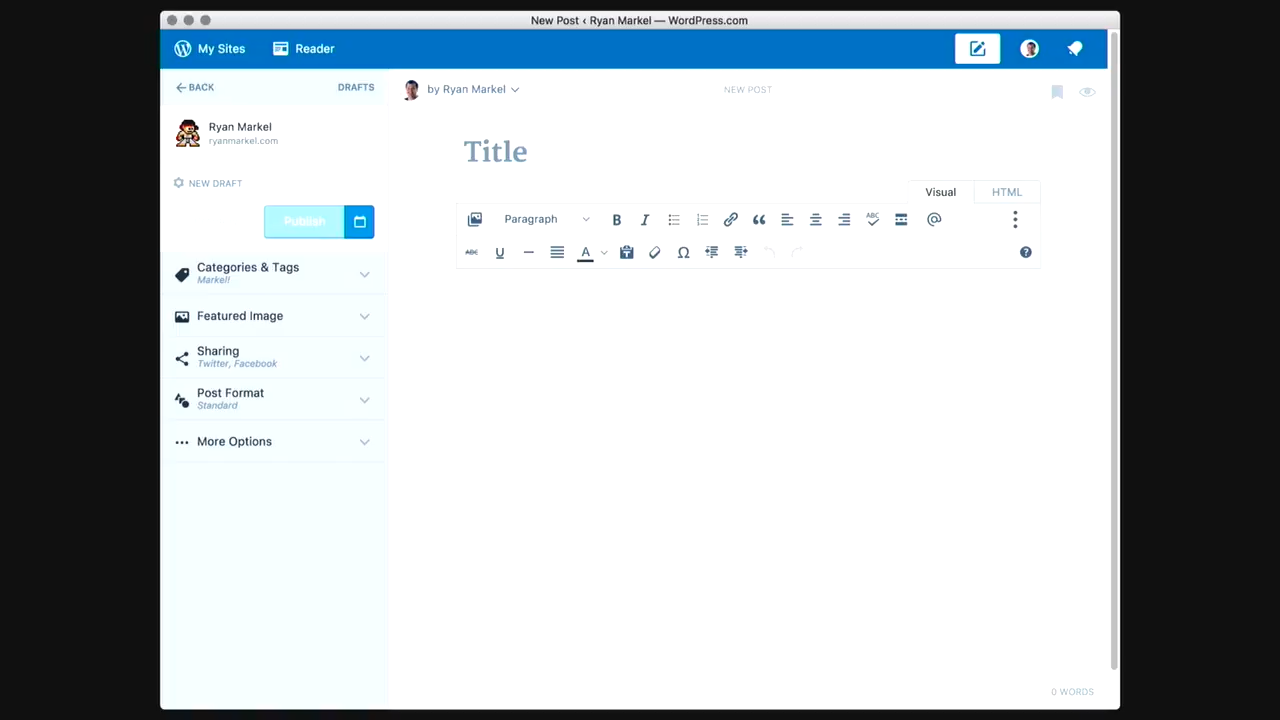 New Post ‹ Ryan Markel — WordPress.com
My Sites
Reader
BACK
DRAFTS
by Ryan Markel
NEW POST
Ryan Markel
ryanmarkel.com
Title
NEW DRAFT
Visual
HTML
Publish
Paragraph
B
I
ABC
ABC
U
A
Ω
Categories & Tags
Markel!
Featured Image
Sharing
Twitter, Facebook
Post Format
Standard
More Options
0 WORDS